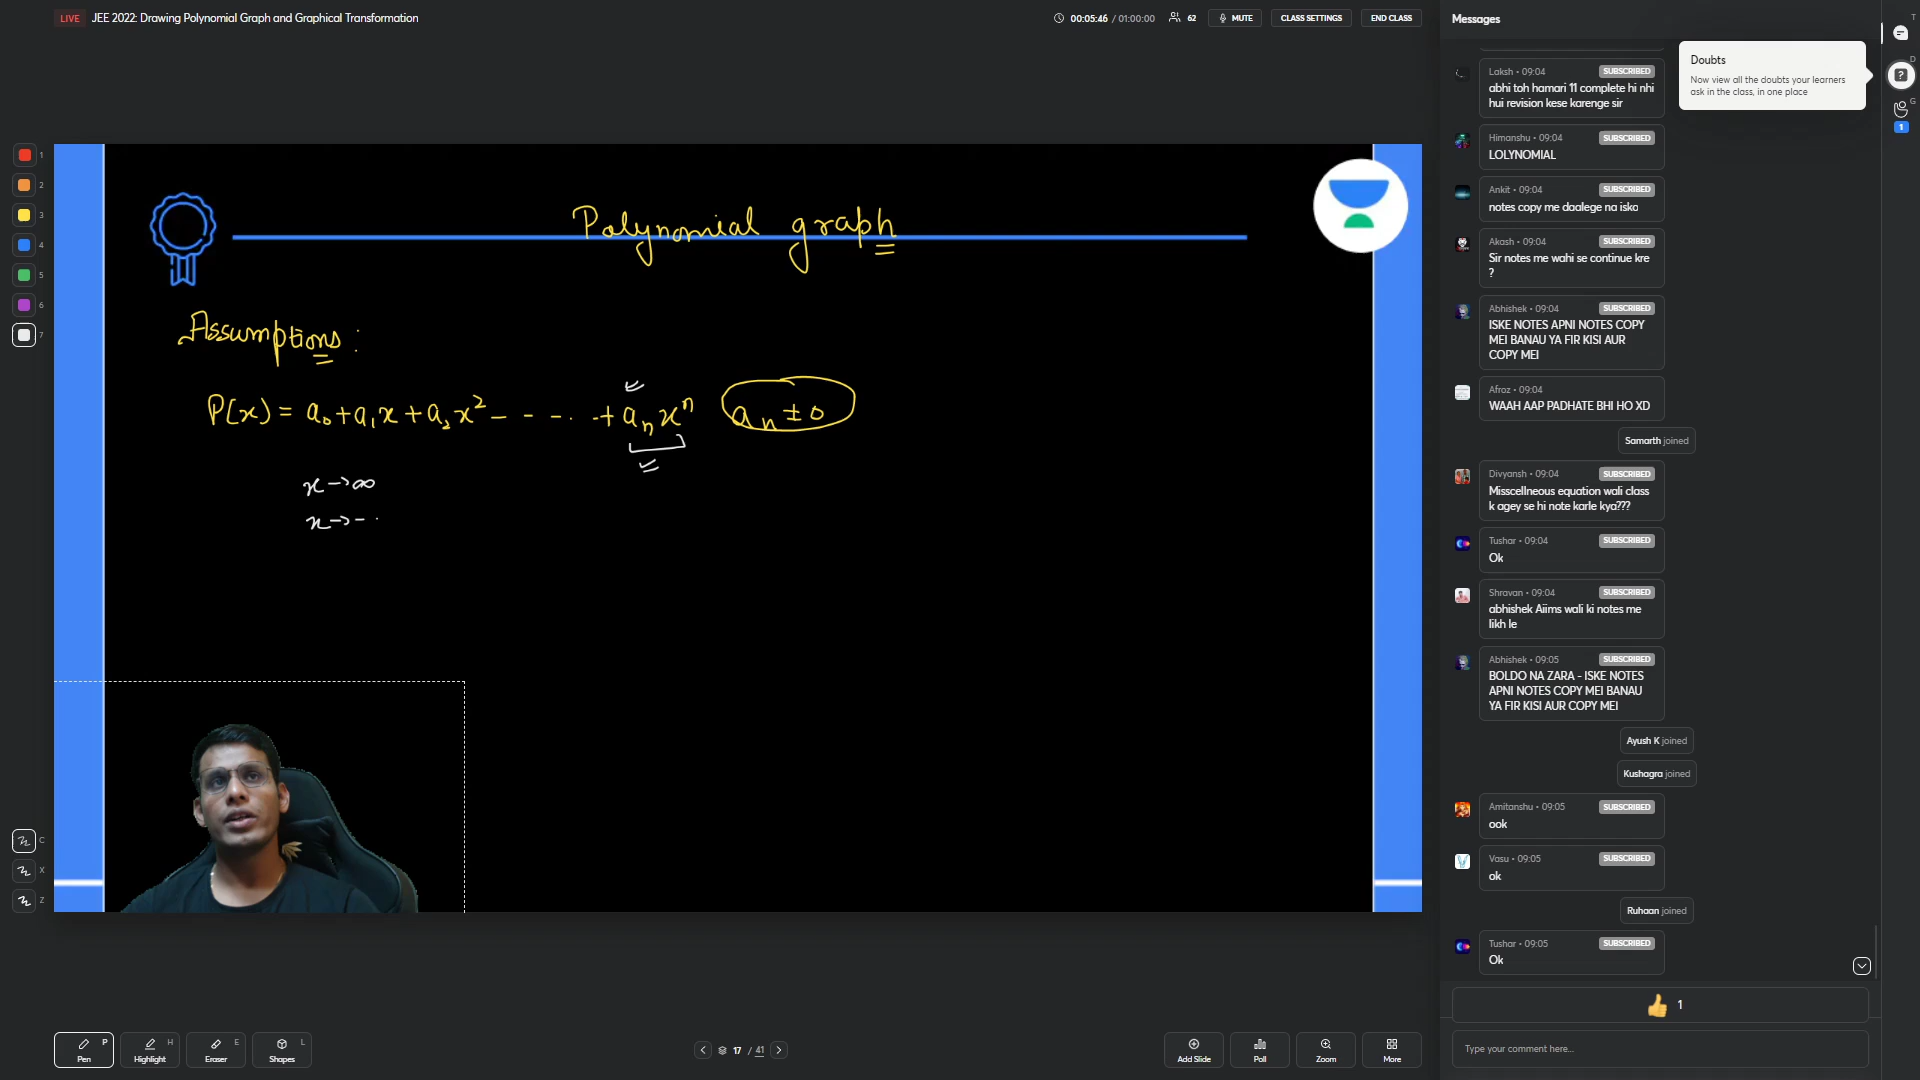 LIVE JEE 2022: Drawing Polynomial Graph and Graphical Transformation
00:05:46 / 01:00:00 62 MUTE CLASS SETTINGS END CLASS
1
2
3
4
5
6
7
Polynomial graph
Assumptions :
P(x) = a₀ + a₁x + a₂x² - - - - . . + aₙxⁿ aₙ ≠ 0
x → ∞
x → -
C
X
Z
Pen P
Highlight H
Eraser E
Shapes L
17 / 41
Add Slide
Poll
Zoom
More
Messages
Laksh • 09:04 SUBSCRIBED
abhi toh hamari 11 complete hi nhi
hui revision kese karenge sir
Himanshu • 09:04 SUBSCRIBED
LOLYNOMIAL
Ankit • 09:04 SUBSCRIBED
notes copy me daalege na isko
Akash • 09:04 SUBSCRIBED
Sir notes me wahi se continue kre
?
Abhishek • 09:04 SUBSCRIBED
ISKE NOTES APNI NOTES COPY
MEI BANAU YA FIR KISI AUR
COPY MEI
Afroz • 09:04 SUBSCRIBED
WAAH AAP PADHATE BHI HO XD
Samarth joined
Divyansh • 09:04 SUBSCRIBED
Misscellneous equation wali class
k agey se hi note karle kya???
Tushar • 09:04 SUBSCRIBED
Ok
Shravan • 09:04 SUBSCRIBED
abhishek Aiims wali ki notes me
likh le
Abhishek • 09:05 SUBSCRIBED
BOLDO NA ZARA - ISKE NOTES
APNI NOTES COPY MEI BANAU
YA FIR KISI AUR COPY MEI
Ayush K joined
Kushagra joined
Amitanshu • 09:05 SUBSCRIBED
ook
Vasu • 09:05 SUBSCRIBED
ok
Ruhaan joined
Tushar • 09:05 SUBSCRIBED
Ok
1
Type your comment here...
Doubts
Now view all the doubts your learners
ask in the class, in one place
T
D
?
G
1